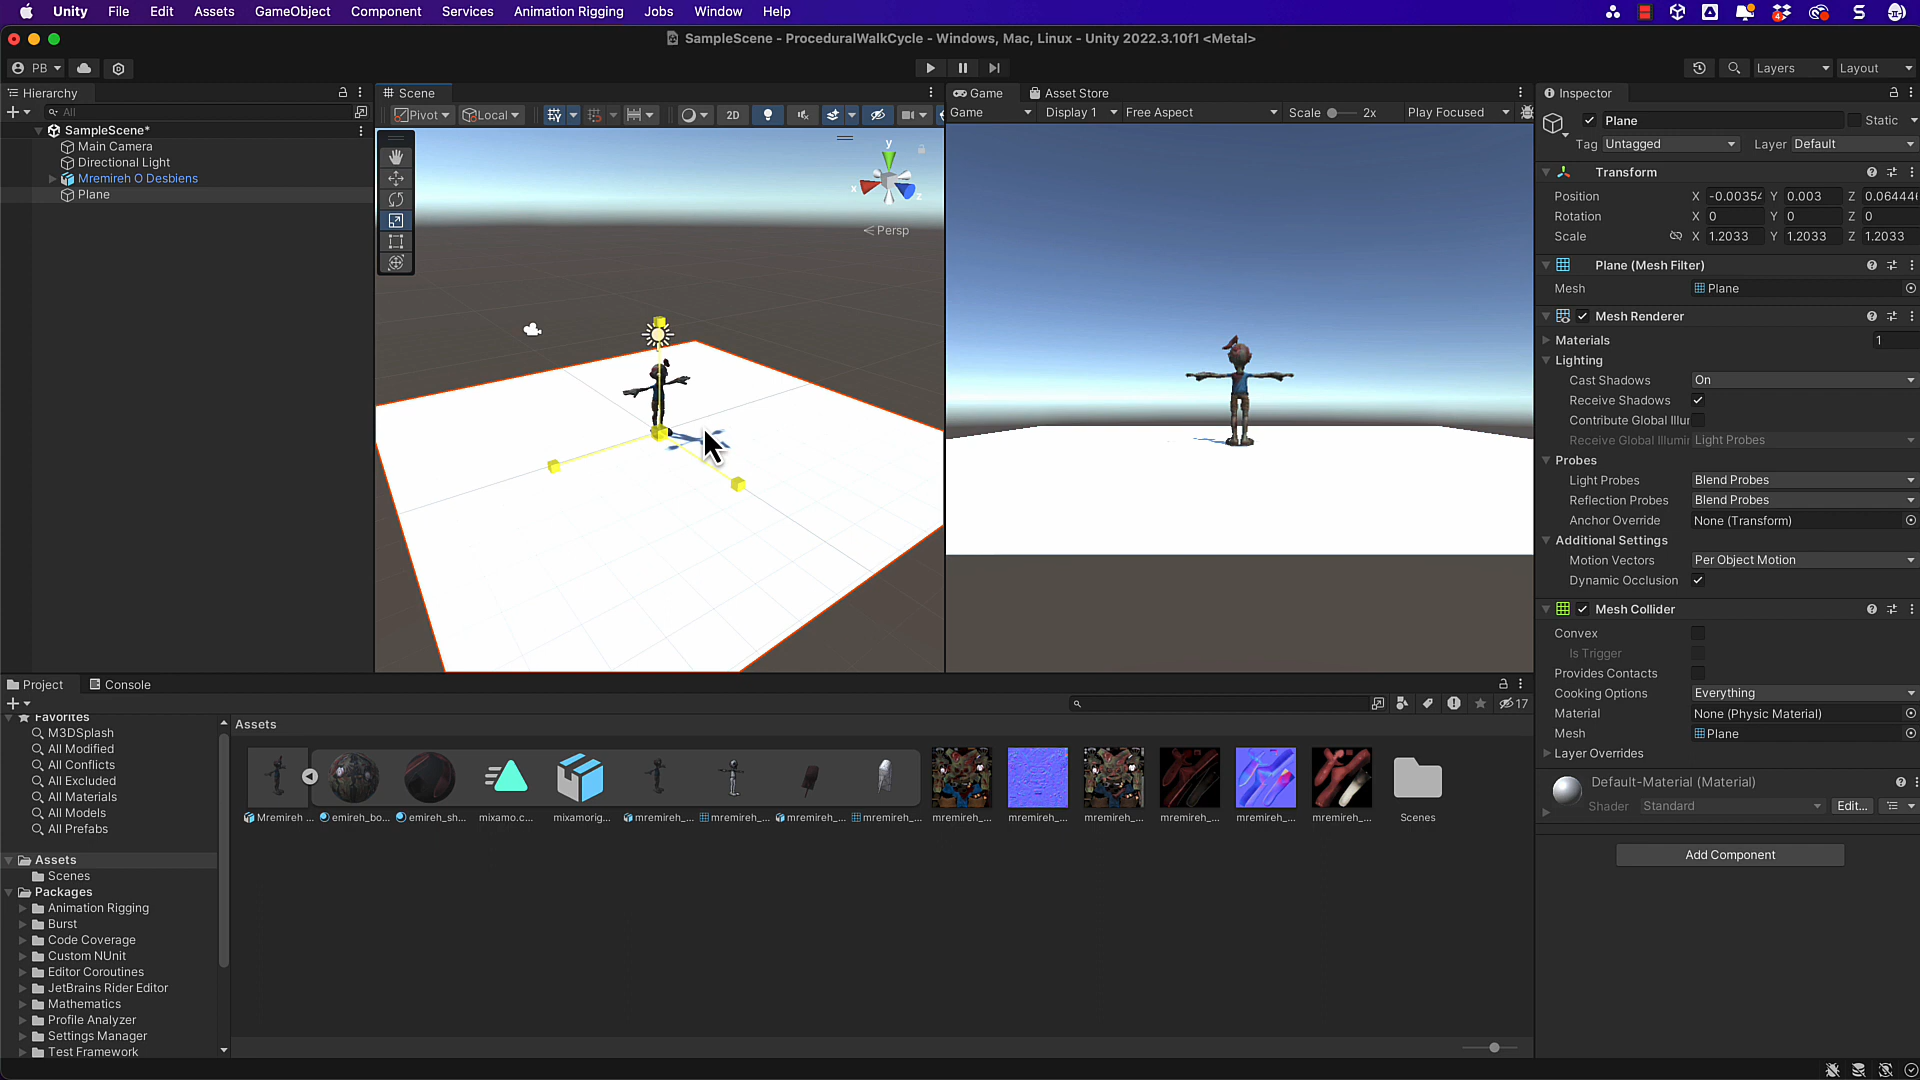 Unity File Edit Assets GameObject Component Services Animation Rigging Jobs Window Help
SampleScene - ProceduralWalkCycle - Windows, Mac, Linux - Unity 2022.3.10f1 <Metal>
PB
Layers Layout
Hierarchy
All
SampleScene*
Main Camera
Directional Light
Mremireh O Desbiens
Plane
Scene
Pivot Local 2D
y
x
z
Persp
Game Asset Store
Game Display 1 Free Aspect Scale 2x Play Focused
Inspector
Plane Static
Tag Untagged Layer Default
Transform
Position X -0.00354 Y 0.003 Z 0.06444
Rotation X 0 Y 0 Z 0
Scale X 1.2033 Y 1.2033 Z 1.2033
Plane (Mesh Filter)
Mesh Plane
Mesh Renderer
Materials 1
Lighting
Cast Shadows On
Receive Shadows
Contribute Global Illur
Receive Global Illumin Light Probes
Probes
Light Probes Blend Probes
Reflection Probes Blend Probes
Anchor Override None (Transform)
Additional Settings
Motion Vectors Per Object Motion
Dynamic Occlusion
Mesh Collider
Convex
Is Trigger
Provides Contacts
Cooking Options Everything
Material None (Physic Material)
Mesh Plane
Layer Overrides
Default-Material (Material)
Shader Standard Edit...
Add Component
Project Console
17
Favorites
M3DSplash
All Modified
All Conflicts
All Excluded
All Materials
All Models
All Prefabs
Assets
Scenes
Packages
Animation Rigging
Burst
Code Coverage
Custom NUnit
Editor Coroutines
JetBrains Rider Editor
Mathematics
Profile Analyzer
Settings Manager
Test Framework
Assets
Mremireh ... emireh_bo... emireh_sh... mixamo.c... mixamorig... mremireh_... mremireh_... mremireh_... mremireh_... mremireh_... mremireh_... mremireh_... mremireh_... mremireh_... mremireh_... Scenes